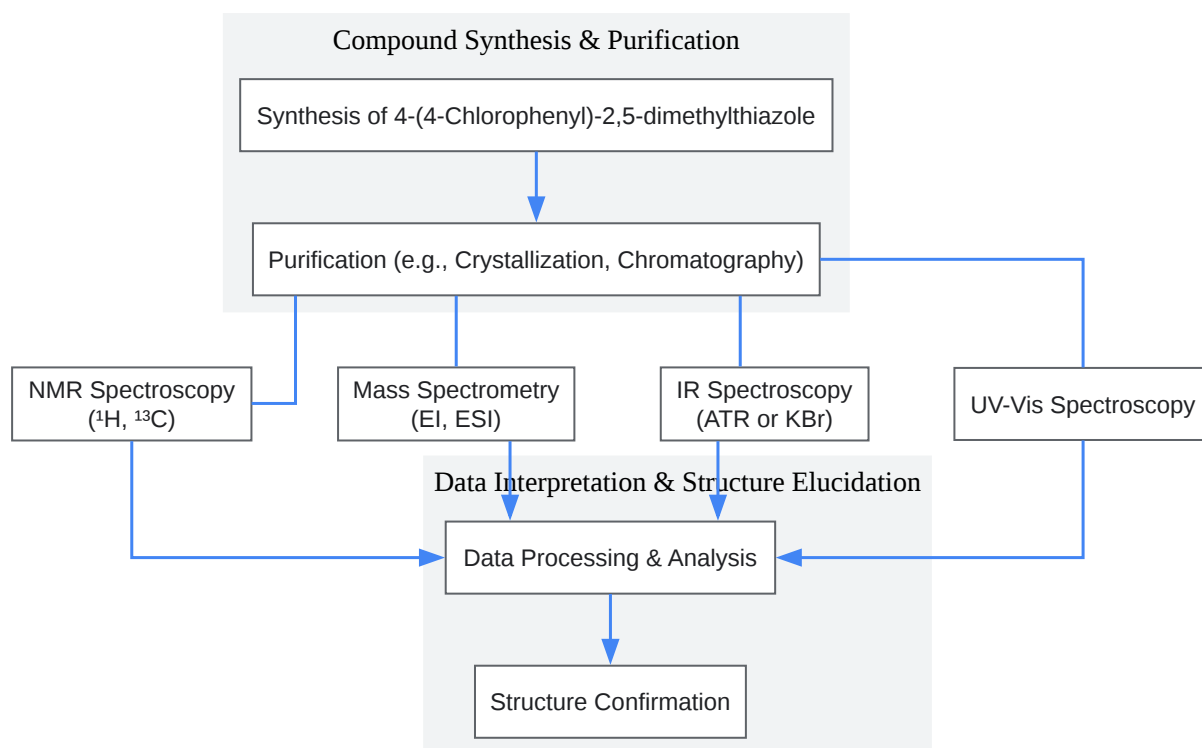 Compound Synthesis & Purification
Synthesis of 4-(4-Chlorophenyl)-2,5-dimethylthiazole
Purification (e.g., Crystallization, Chromatography)
NMR Spectroscopy
(¹H, ¹³C)
Mass Spectrometry
(EI, ESI)
IR Spectroscopy
(ATR or KBr)
UV-Vis Spectroscopy
Data Interpretation & Structure Elucidation
Data Processing & Analysis
Structure Confirmation